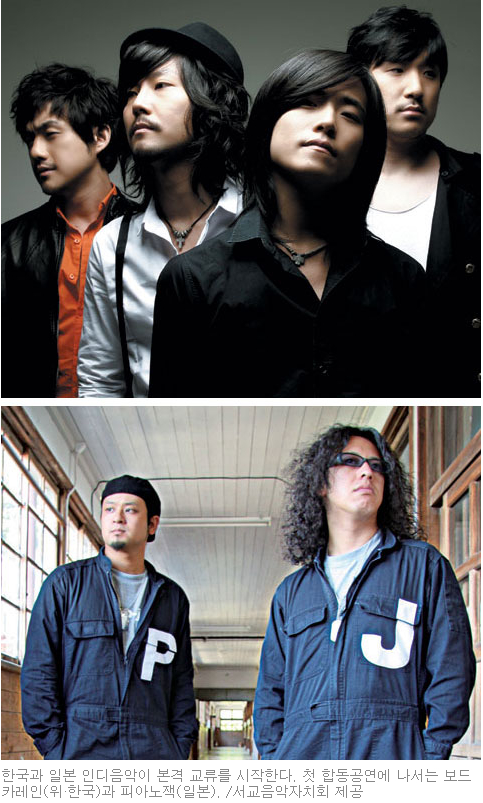 P
J
한국과 일본 인디음악이 본격 교류를 시작한다. 첫 합동공연에 나서는 보드
카레인(위·한국)과 피아노잭(일본). /서교음악자치회 제공